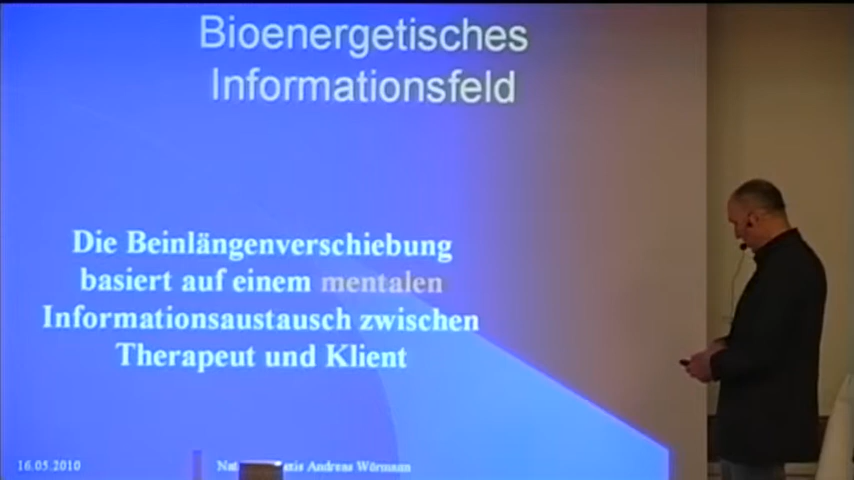 Bioenergetisches
Informationsfeld
Die Beinlängenverschiebung
basiert auf einem mentalen
Informationsaustausch zwischen
Therapeut und Klient
16.05.2010
Andreas Wörmann